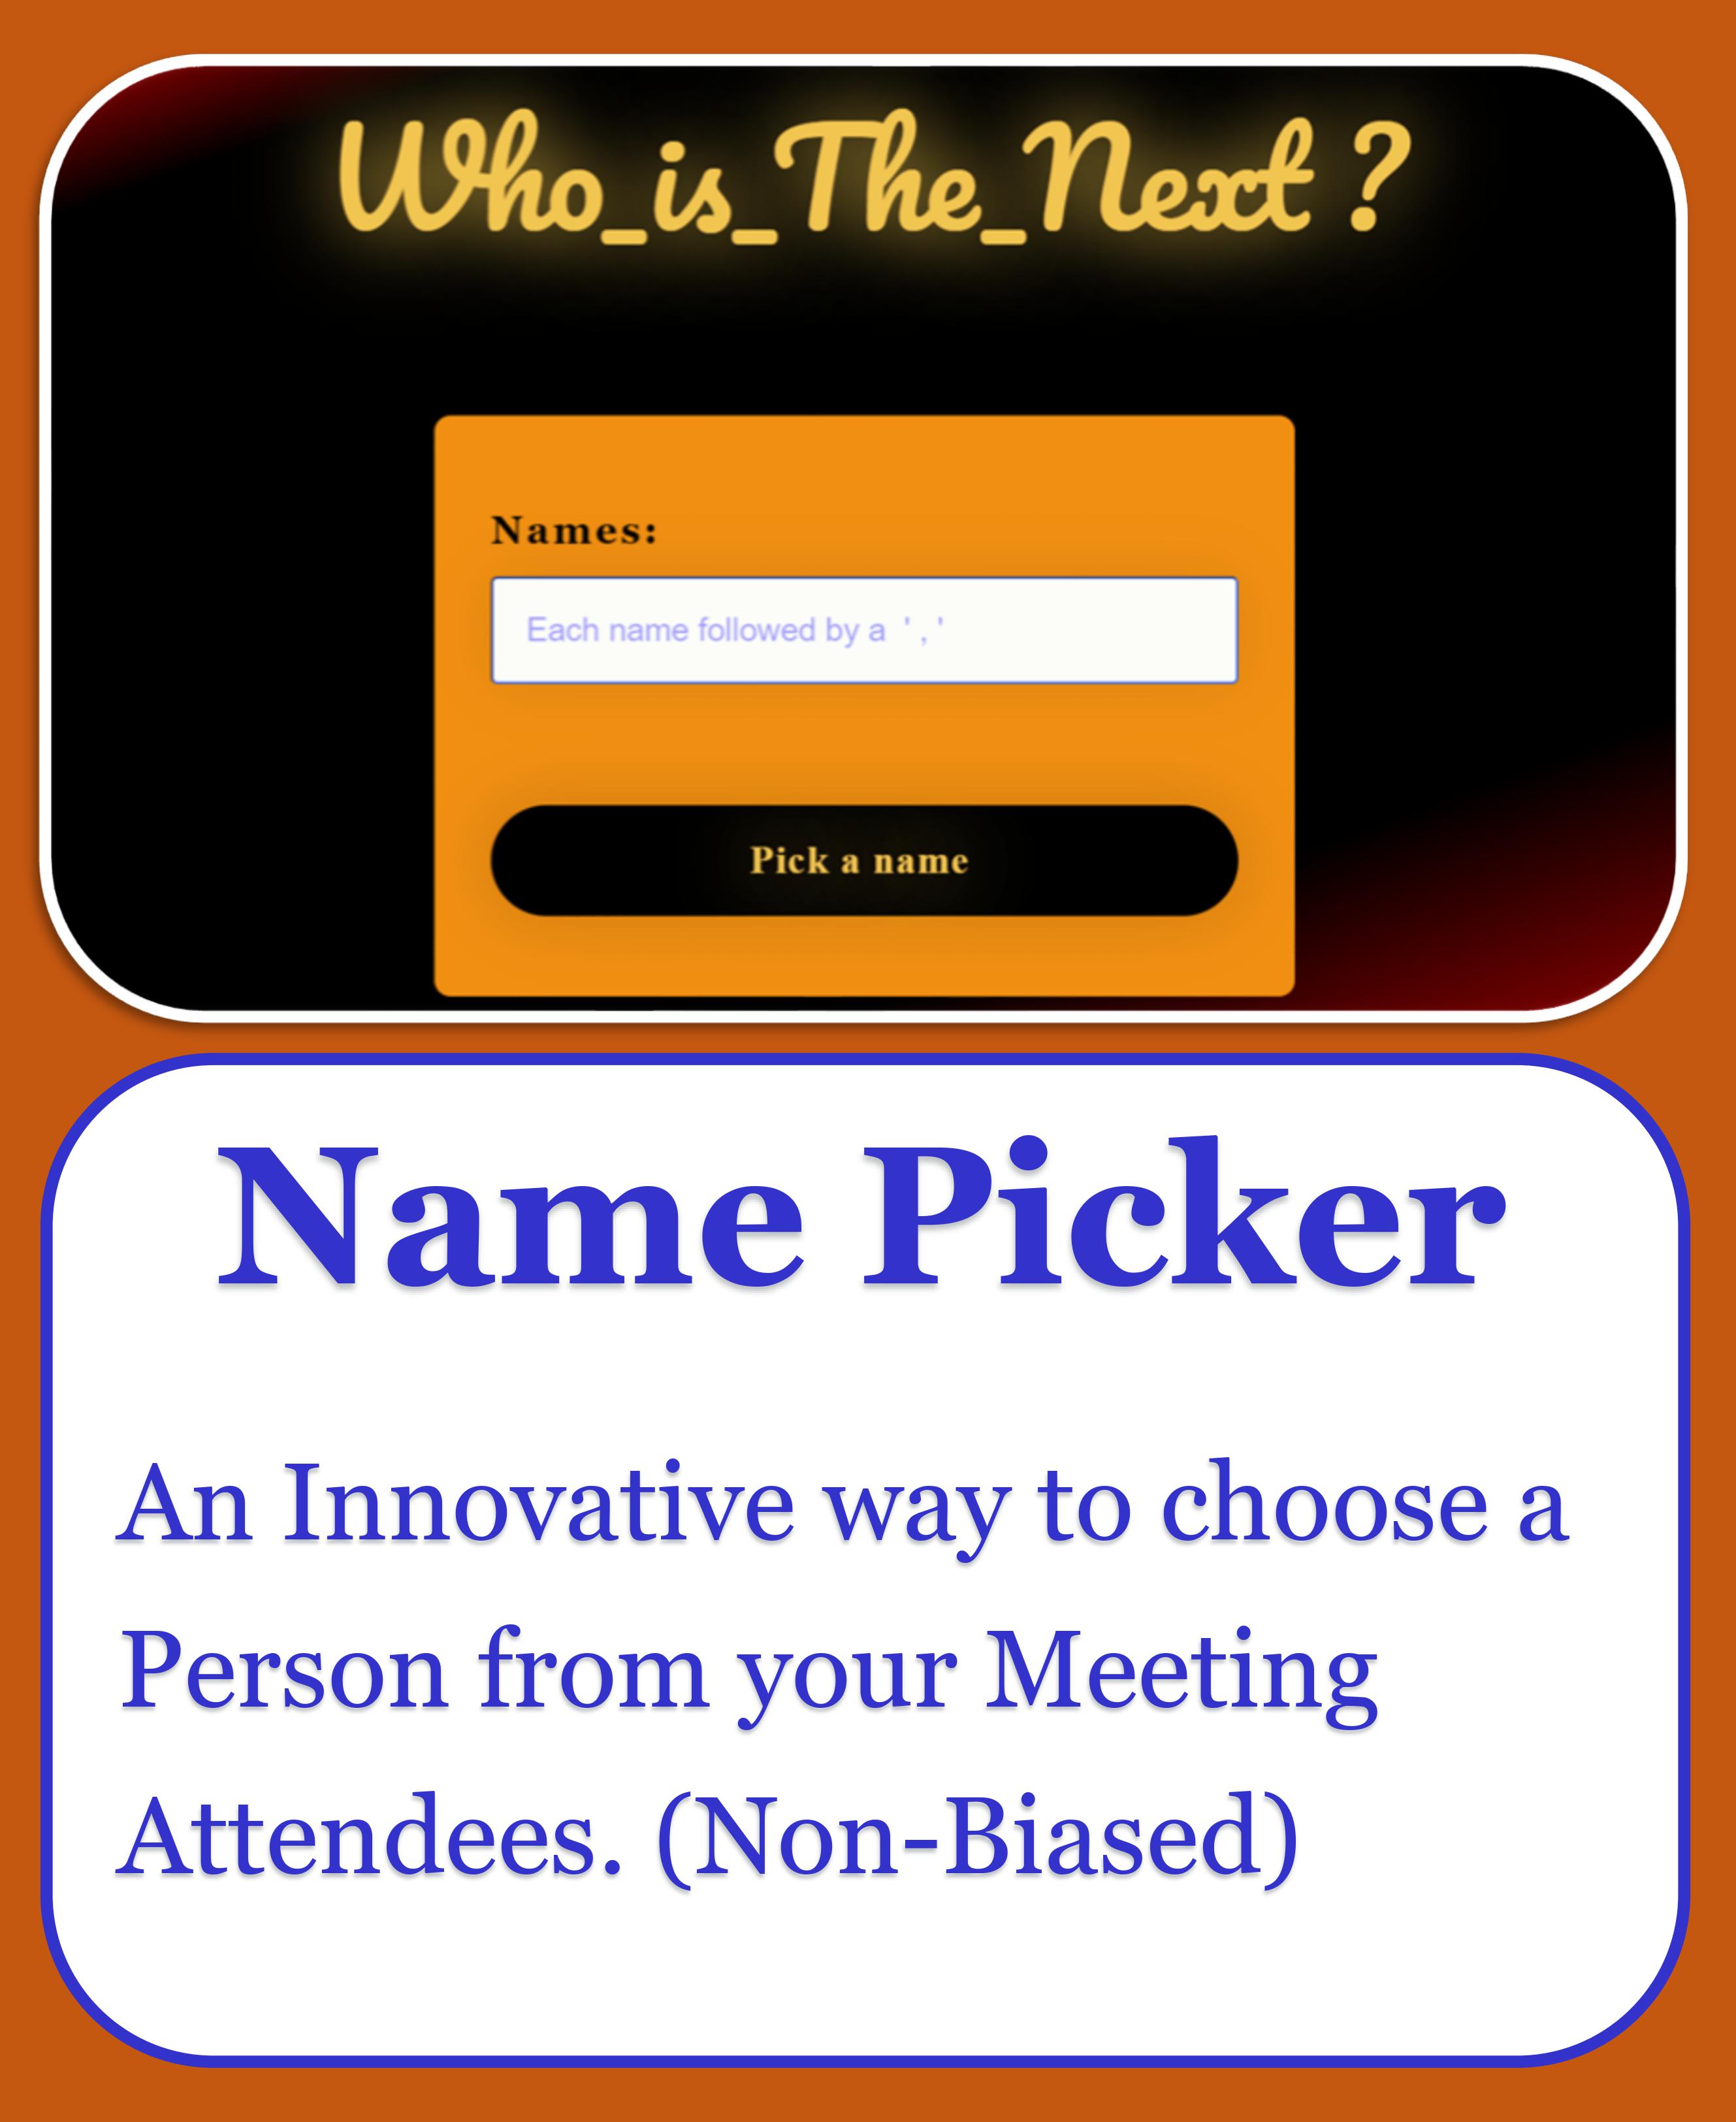 Who_is_The_Next ?
Names:
Each name followed by a ' , '
Pick a name
Name Picker
An Innovative way to choose a
Person from your Meeting
Attendees. (Non-Biased)